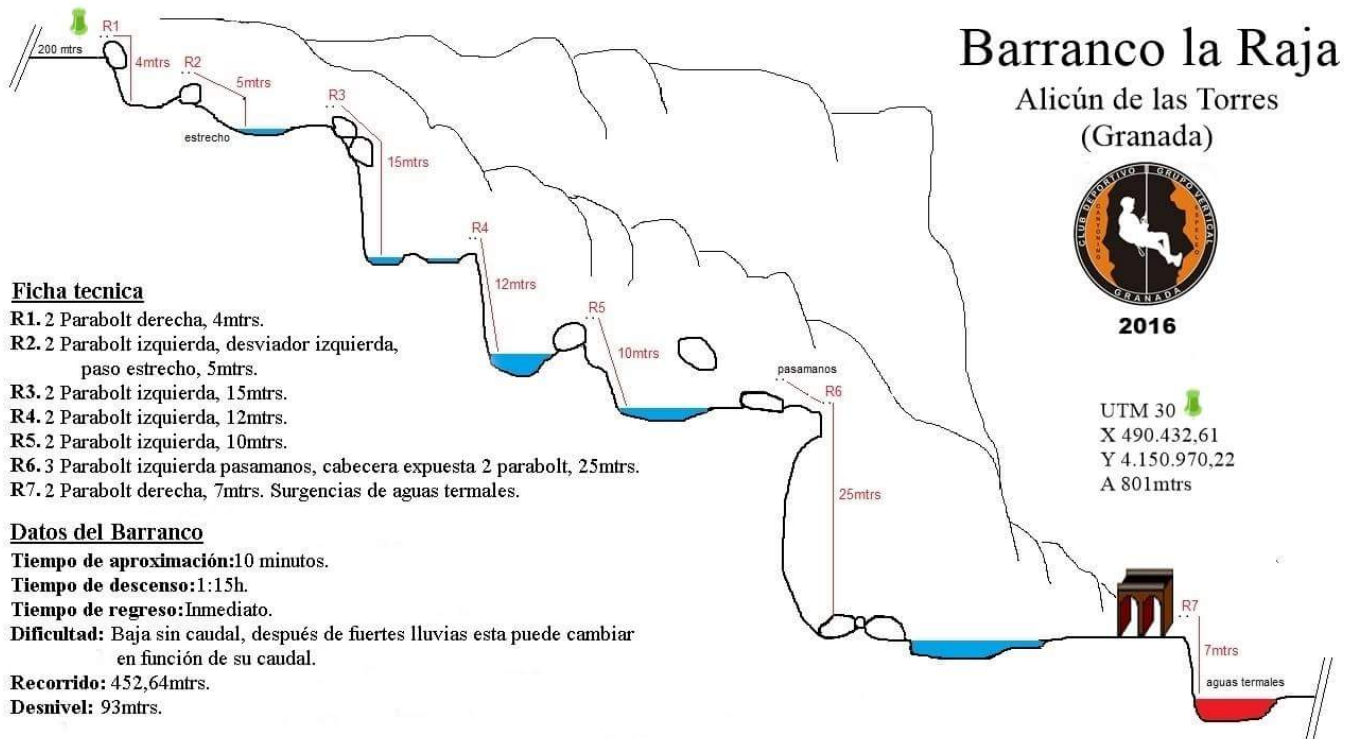 Barranco la Raja
Alicún de las Torres
(Granada)
CLUB DEPORTIVO GRUPO VERTICAL
CANYONING
RAPPELES
GRANADA
2016
UTM 30
X 490.432,61
Y 4.150.970,22
A 801mtrs
200 mtrs
R1
4mtrs
R2
5mtrs
estrecho
R3
15mtrs
R4
12mtrs
R5
10mtrs
pasamanos
R6
25mtrs
R7
7mtrs
aguas termales
Ficha tecnica
R1. 2 Parabolt derecha, 4mtrs.
R2. 2 Parabolt izquierda, desviador izquierda,
paso estrecho, 5mtrs.
R3. 2 Parabolt izquierda, 15mtrs.
R4. 2 Parabolt izquierda, 12mtrs.
R5. 2 Parabolt izquierda, 10mtrs.
R6. 3 Parabolt izquierda pasamanos, cabecera expuesta 2 parabolt, 25mtrs.
R7. 2 Parabolt derecha, 7mtrs. Surgencias de aguas termales.
Datos del Barranco
Tiempo de aproximación:10 minutos.
Tiempo de descenso:1:15h.
Tiempo de regreso:Inmediato.
Dificultad: Baja sin caudal, después de fuertes lluvias esta puede cambiar
en función de su caudal.
Recorrido: 452,64mtrs.
Desnivel: 93mtrs.